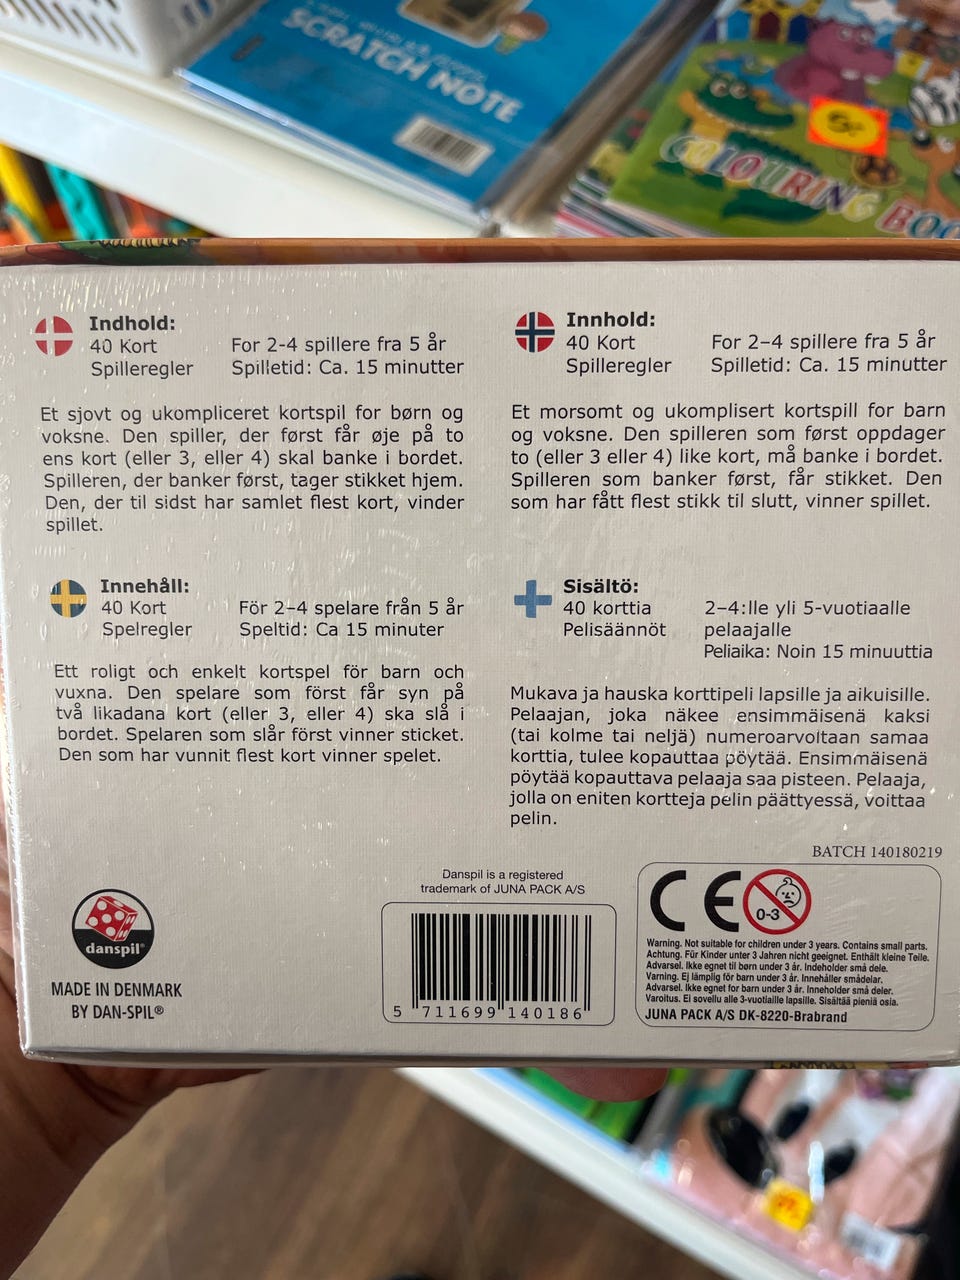 SCRATCH NOTE
COLOURING BOO
Indhold:
40 Kort
Spilleregler
For 2-4 spillere fra 5 år
Spilletid: Ca. 15 minutter
Et sjovt og ukompliceret kortspil for børn og
voksne. Den spiller, der først får øje på to
ens kort (eller 3, eller 4) skal banke i bordet.
Spilleren, der banker først, tager stikket hjem.
Den, der til sidst har samlet flest kort, vinder
spillet.
Innhold:
40 Kort
Spilleregler
For 2–4 spillere fra 5 år
Spilletid: Ca. 15 minutter
Et morsomt og ukomplisert kortspill for barn
og voksne. Den spilleren som først oppdager
to (eller 3 eller 4) like kort, må banke i bordet.
Spilleren som banker først, får stikket. Den
som har fått flest stikk til slutt, vinner spillet.
Innehåll:
40 Kort
Spelregler
För 2–4 spelare från 5 år
Speltid: Ca 15 minuter
Ett roligt och enkelt kortspel för barn och
vuxna. Den spelare som först får syn på
två likadana kort (eller 3, eller 4) ska slå i
bordet. Spelaren som slår först vinner sticket.
Den som har vunnit flest kort vinner spelet.
Sisältö:
40 korttia
Pelisäännöt
2–4:lle yli 5-vuotiaalle
pelaajalle
Peliaika: Noin 15 minuuttia
Mukava ja hauska korttipeli lapsille ja aikuisille.
Pelaajan, joka näkee ensimmäisenä kaksi
(tai kolme tai neljä) numeroarvoltaan samaa
korttia, tulee kopauttaa pöytää. Ensimmäisenä
pöytää kopauttava pelaaja saa pisteen. Pelaaja,
jolla on eniten kortteja pelin päättyessä, voittaa
pelin.
BATCH 140180219
danspil®
MADE IN DENMARK
BY DAN-SPIL®
Danspil is a registered
trademark of JUNA PACK A/S
5 711699 140186
CE
0-3
Warning. Not suitable for children under 3 years. Contains small parts.
Achtung. Für Kinder unter 3 Jahren nicht geeignet. Enthält kleine Teile.
Advarsel. Ikke egnet til børn under 3 år. Indeholder små dele.
Varning. Ej lämplig för barn under 3 år. Innehåller smådelar.
Advarsel. Ikke egnet for barn under 3 år. Inneholder små deler.
Varoitus. Ei sovellu alle 3-vuotiaille lapsille. Sisältää pieniä osia.
JUNA PACK A/S DK-8220-Brabrand